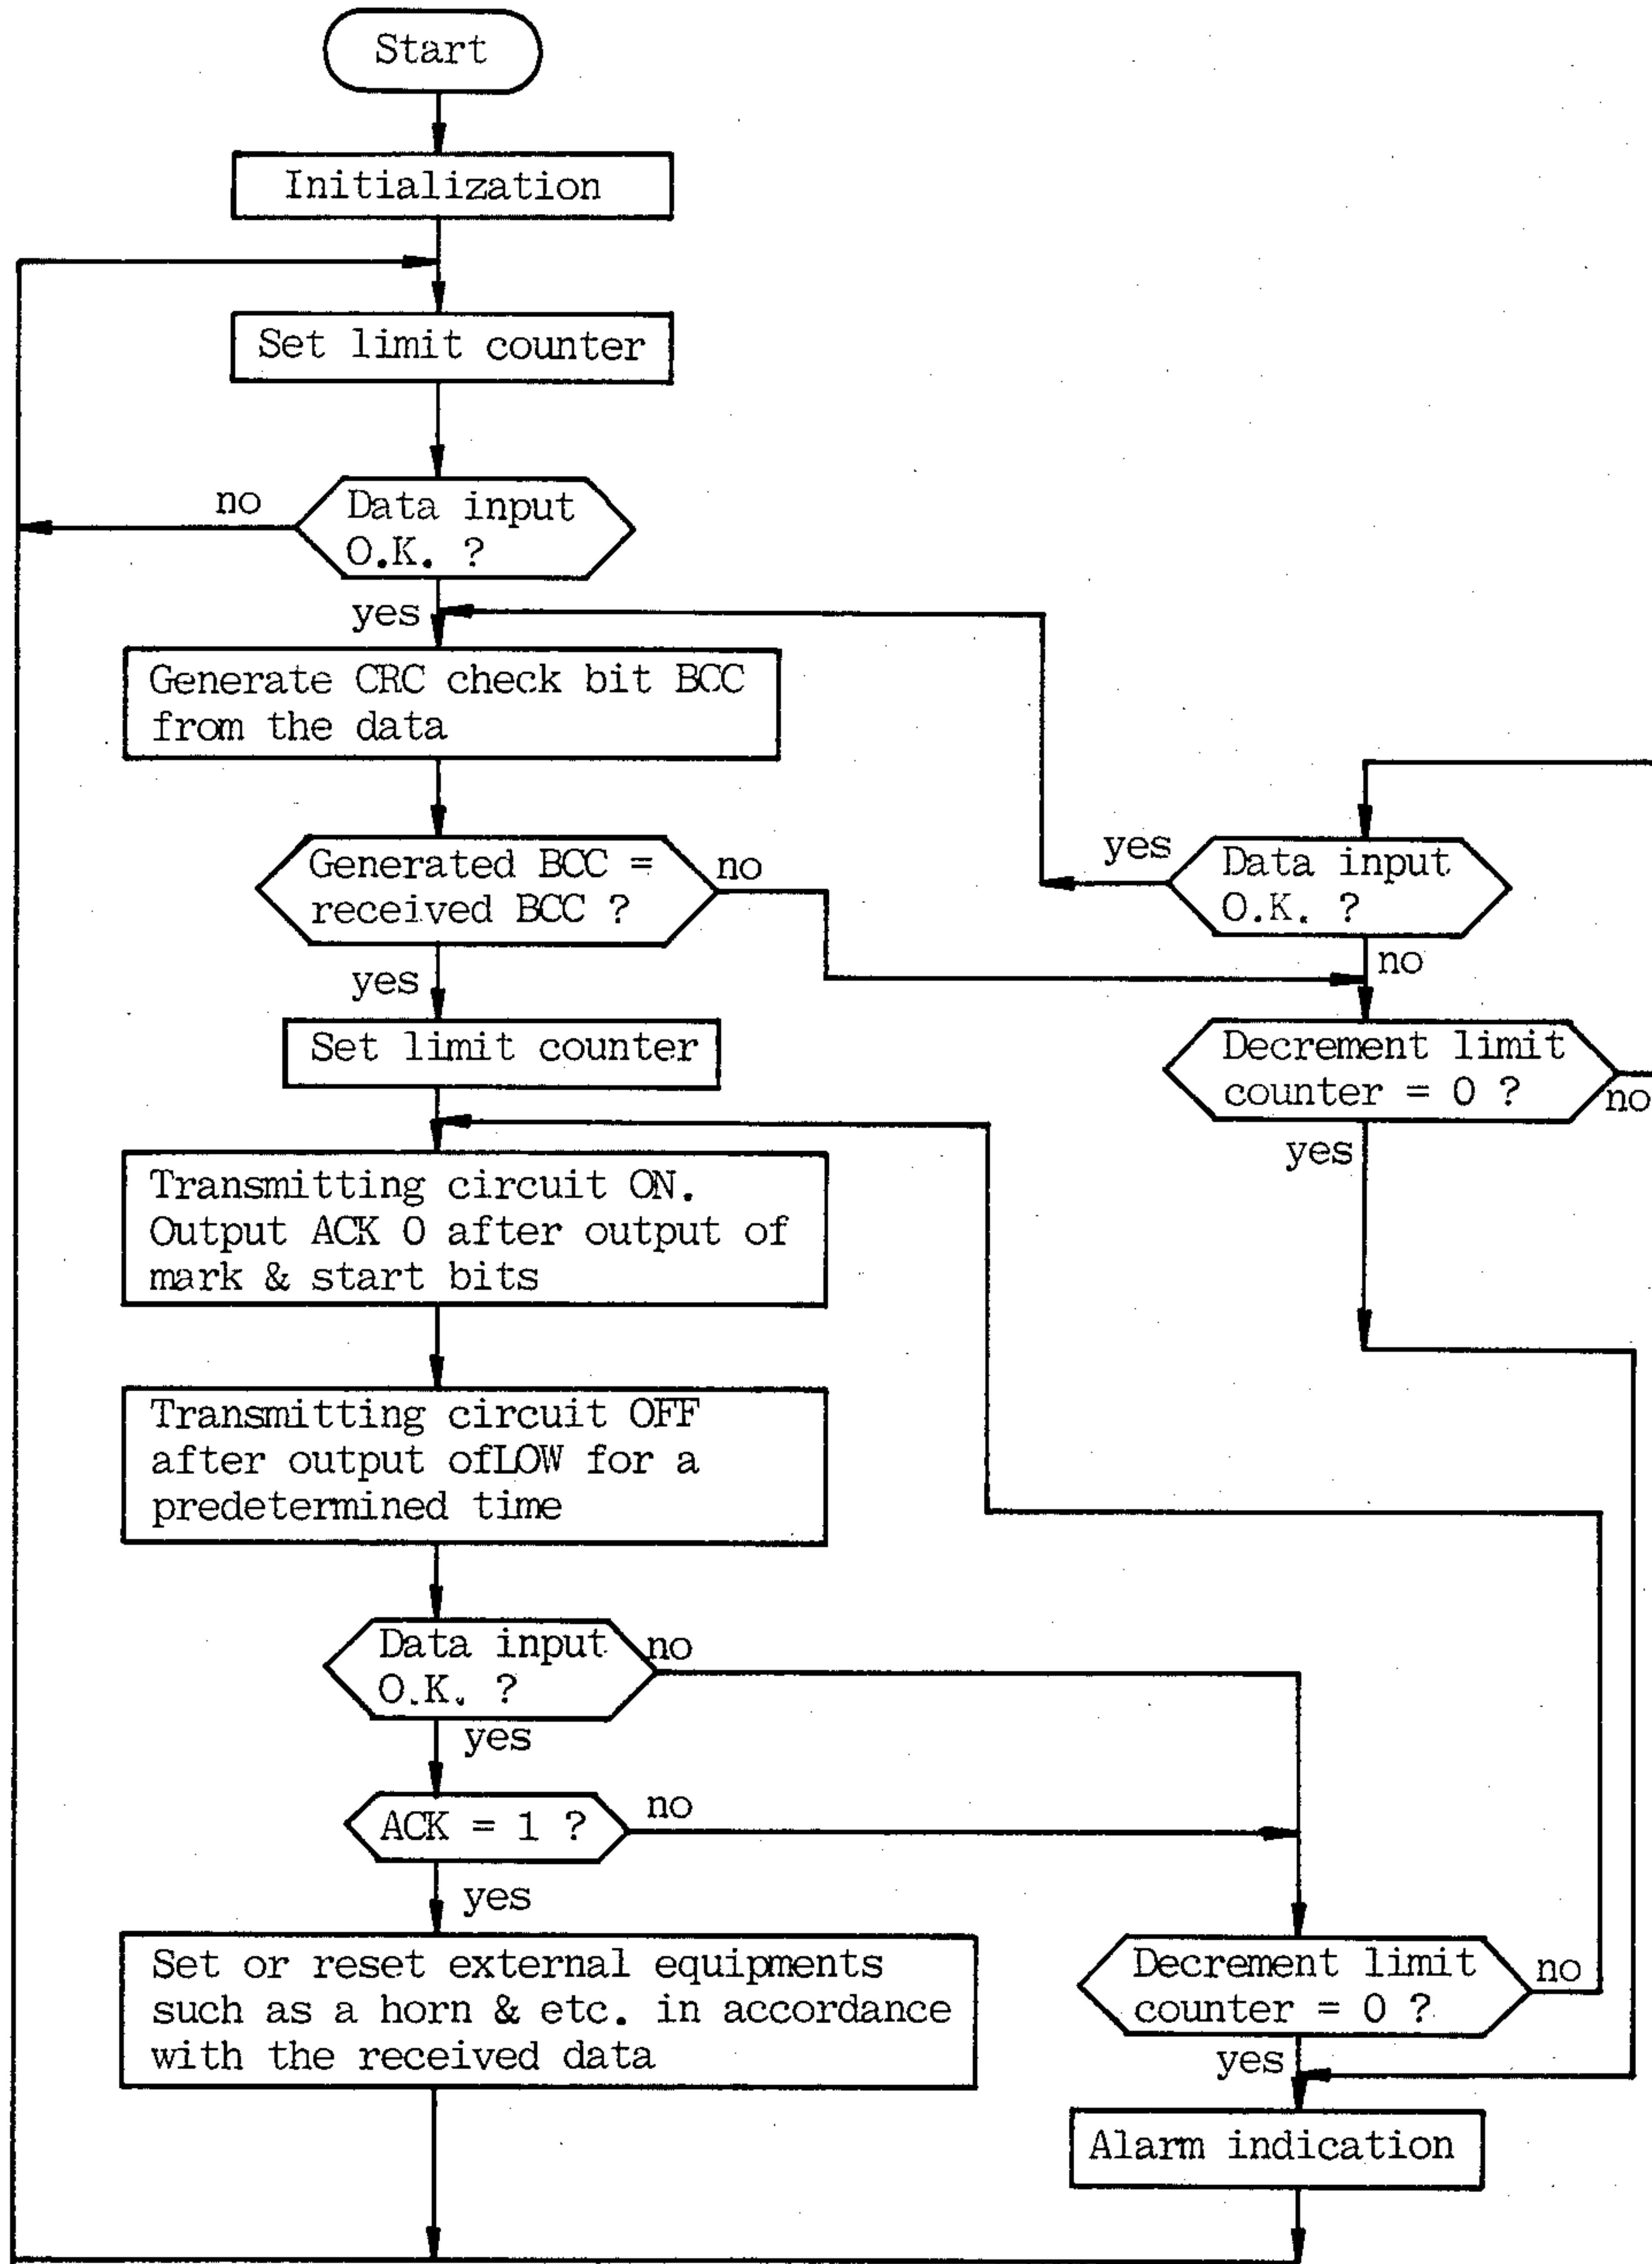 Start
Initialization
Set limit counter
no
Data input
O.K. ?
yes
Generate CRC check bit BCC
from the data
Generated BCC =
received BCC ?
no
yes
Data input
O.K. ?
yes
no
Set limit counter
Decrement limit
counter = 0 ?
no
yes
Transmitting circuit ON.
Output ACK 0 after output of
mark & start bits
Transmitting circuit OFF
after output ofLOW for a
predetermined time
Data input
O.K. ?
no
yes
ACK = 1 ?
no
yes
Set or reset external equipments
such as a horn & etc. in accordance
with the received data
Decrement limit
counter = 0 ?
no
yes
Alarm indication